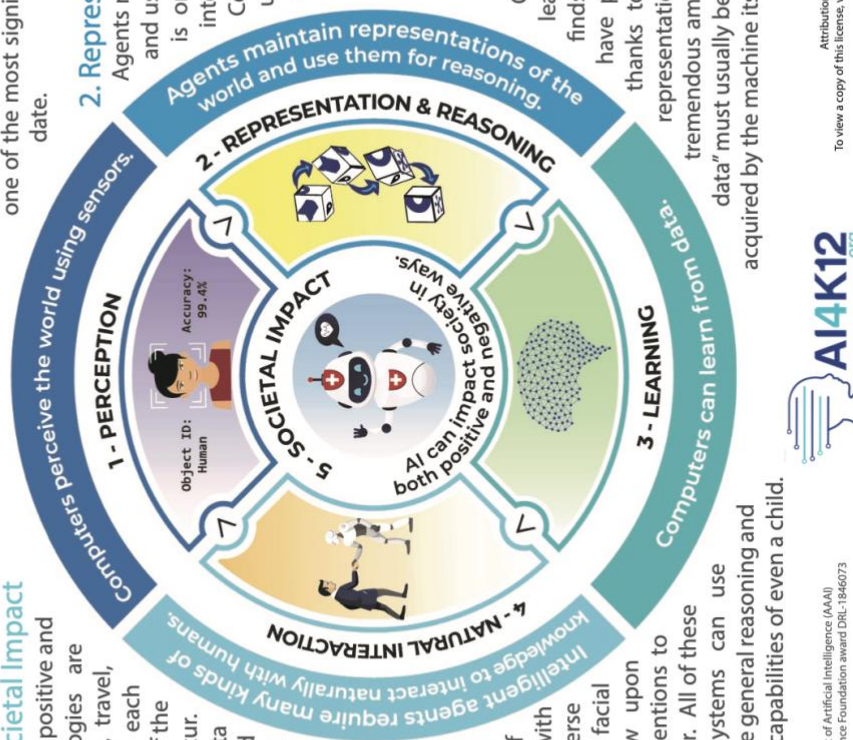 one of the most signi
date.
2. Repres
Agents
and us
is
int
Computers perceive the world using sensors.
1 - PERCEPTION
Object ID:
Human
Accuracy:
99.4%
Agents maintain representations of the
world and use them for reasoning.
2 - REPRESENTATION & REASONING
Computers can learn from data.
3 - LEARNING
Intelligent agents require many kinds of
knowledge to interact naturally with humans.
4 - NATURAL INTERACTION
5 - SOCIETAL IMPACT
AI can impact society in
both positive and negative ways.
cietal Impact
positive and
ogies are
, travel,
each
the
ur.
ta
lea
finds
have
thanks t
representati
tremendous am
data" must usually be
acquired by the machine its
f
with
erse
facial
w upon
entions to
r. All of these
ystems can use
e general reasoning and
capabilities of even a child.
AI4K12
.org
of Artificial Intelligence (AAAI)
ce Foundation award DRL-1846073
Attribution
To view a copy of this license,